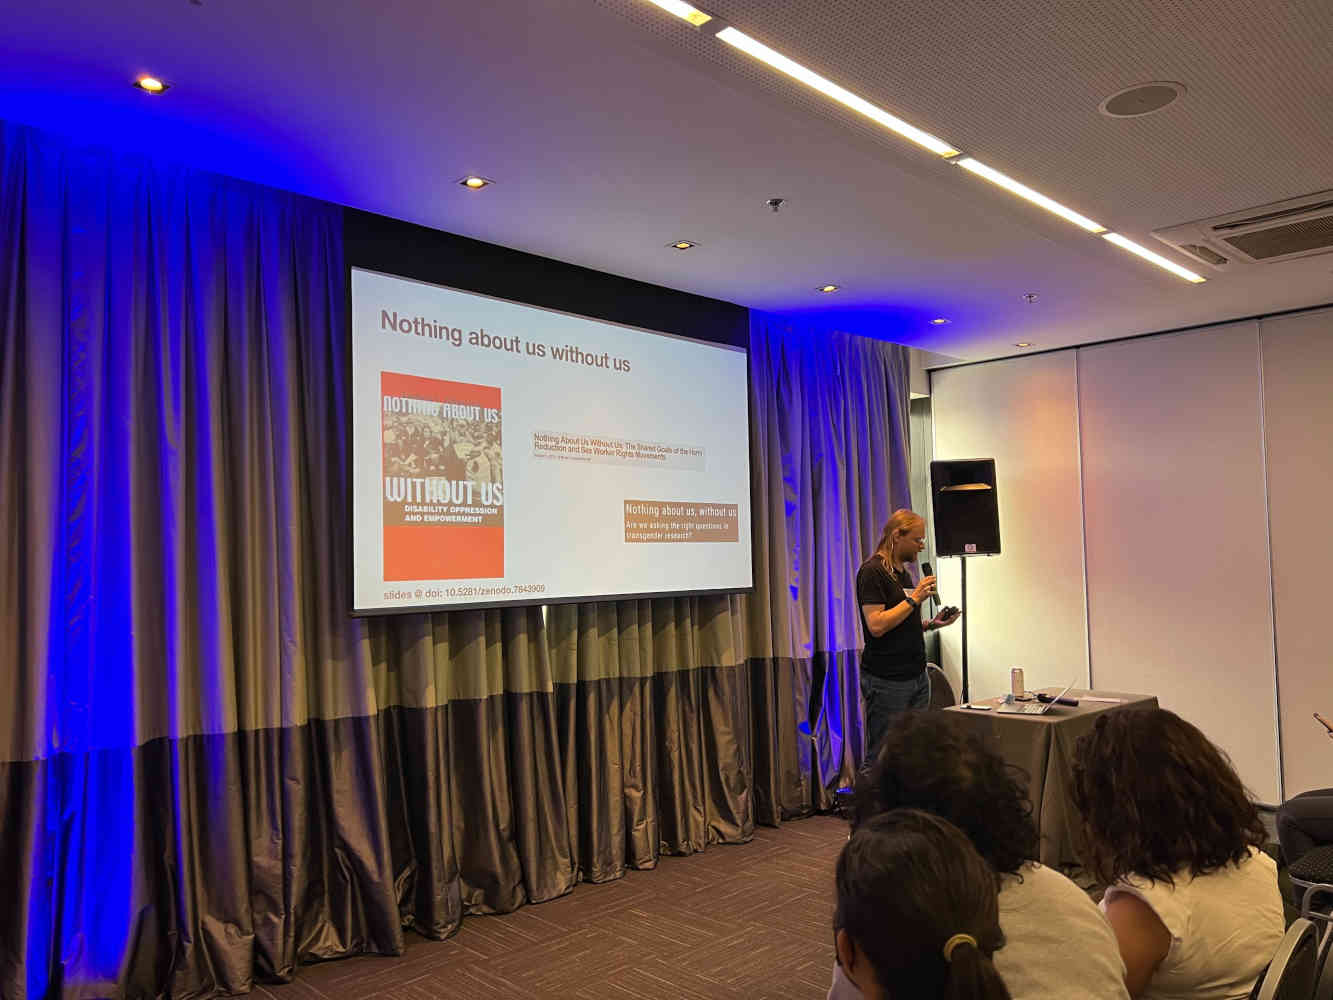 Nothing about us without us
NOTHING ABOUT US
WITHOUT US
DISABILITY OPPRESSION
AND EMPOWERMENT
Nothing About Us Without Us: The Shared Goals of the Harm
Reduction and Sex Worker Rights Movements
Nothing about us, without us
Are we asking the right questions in
transgender research?
slides @ doi: 10.5281/zenodo.7843909